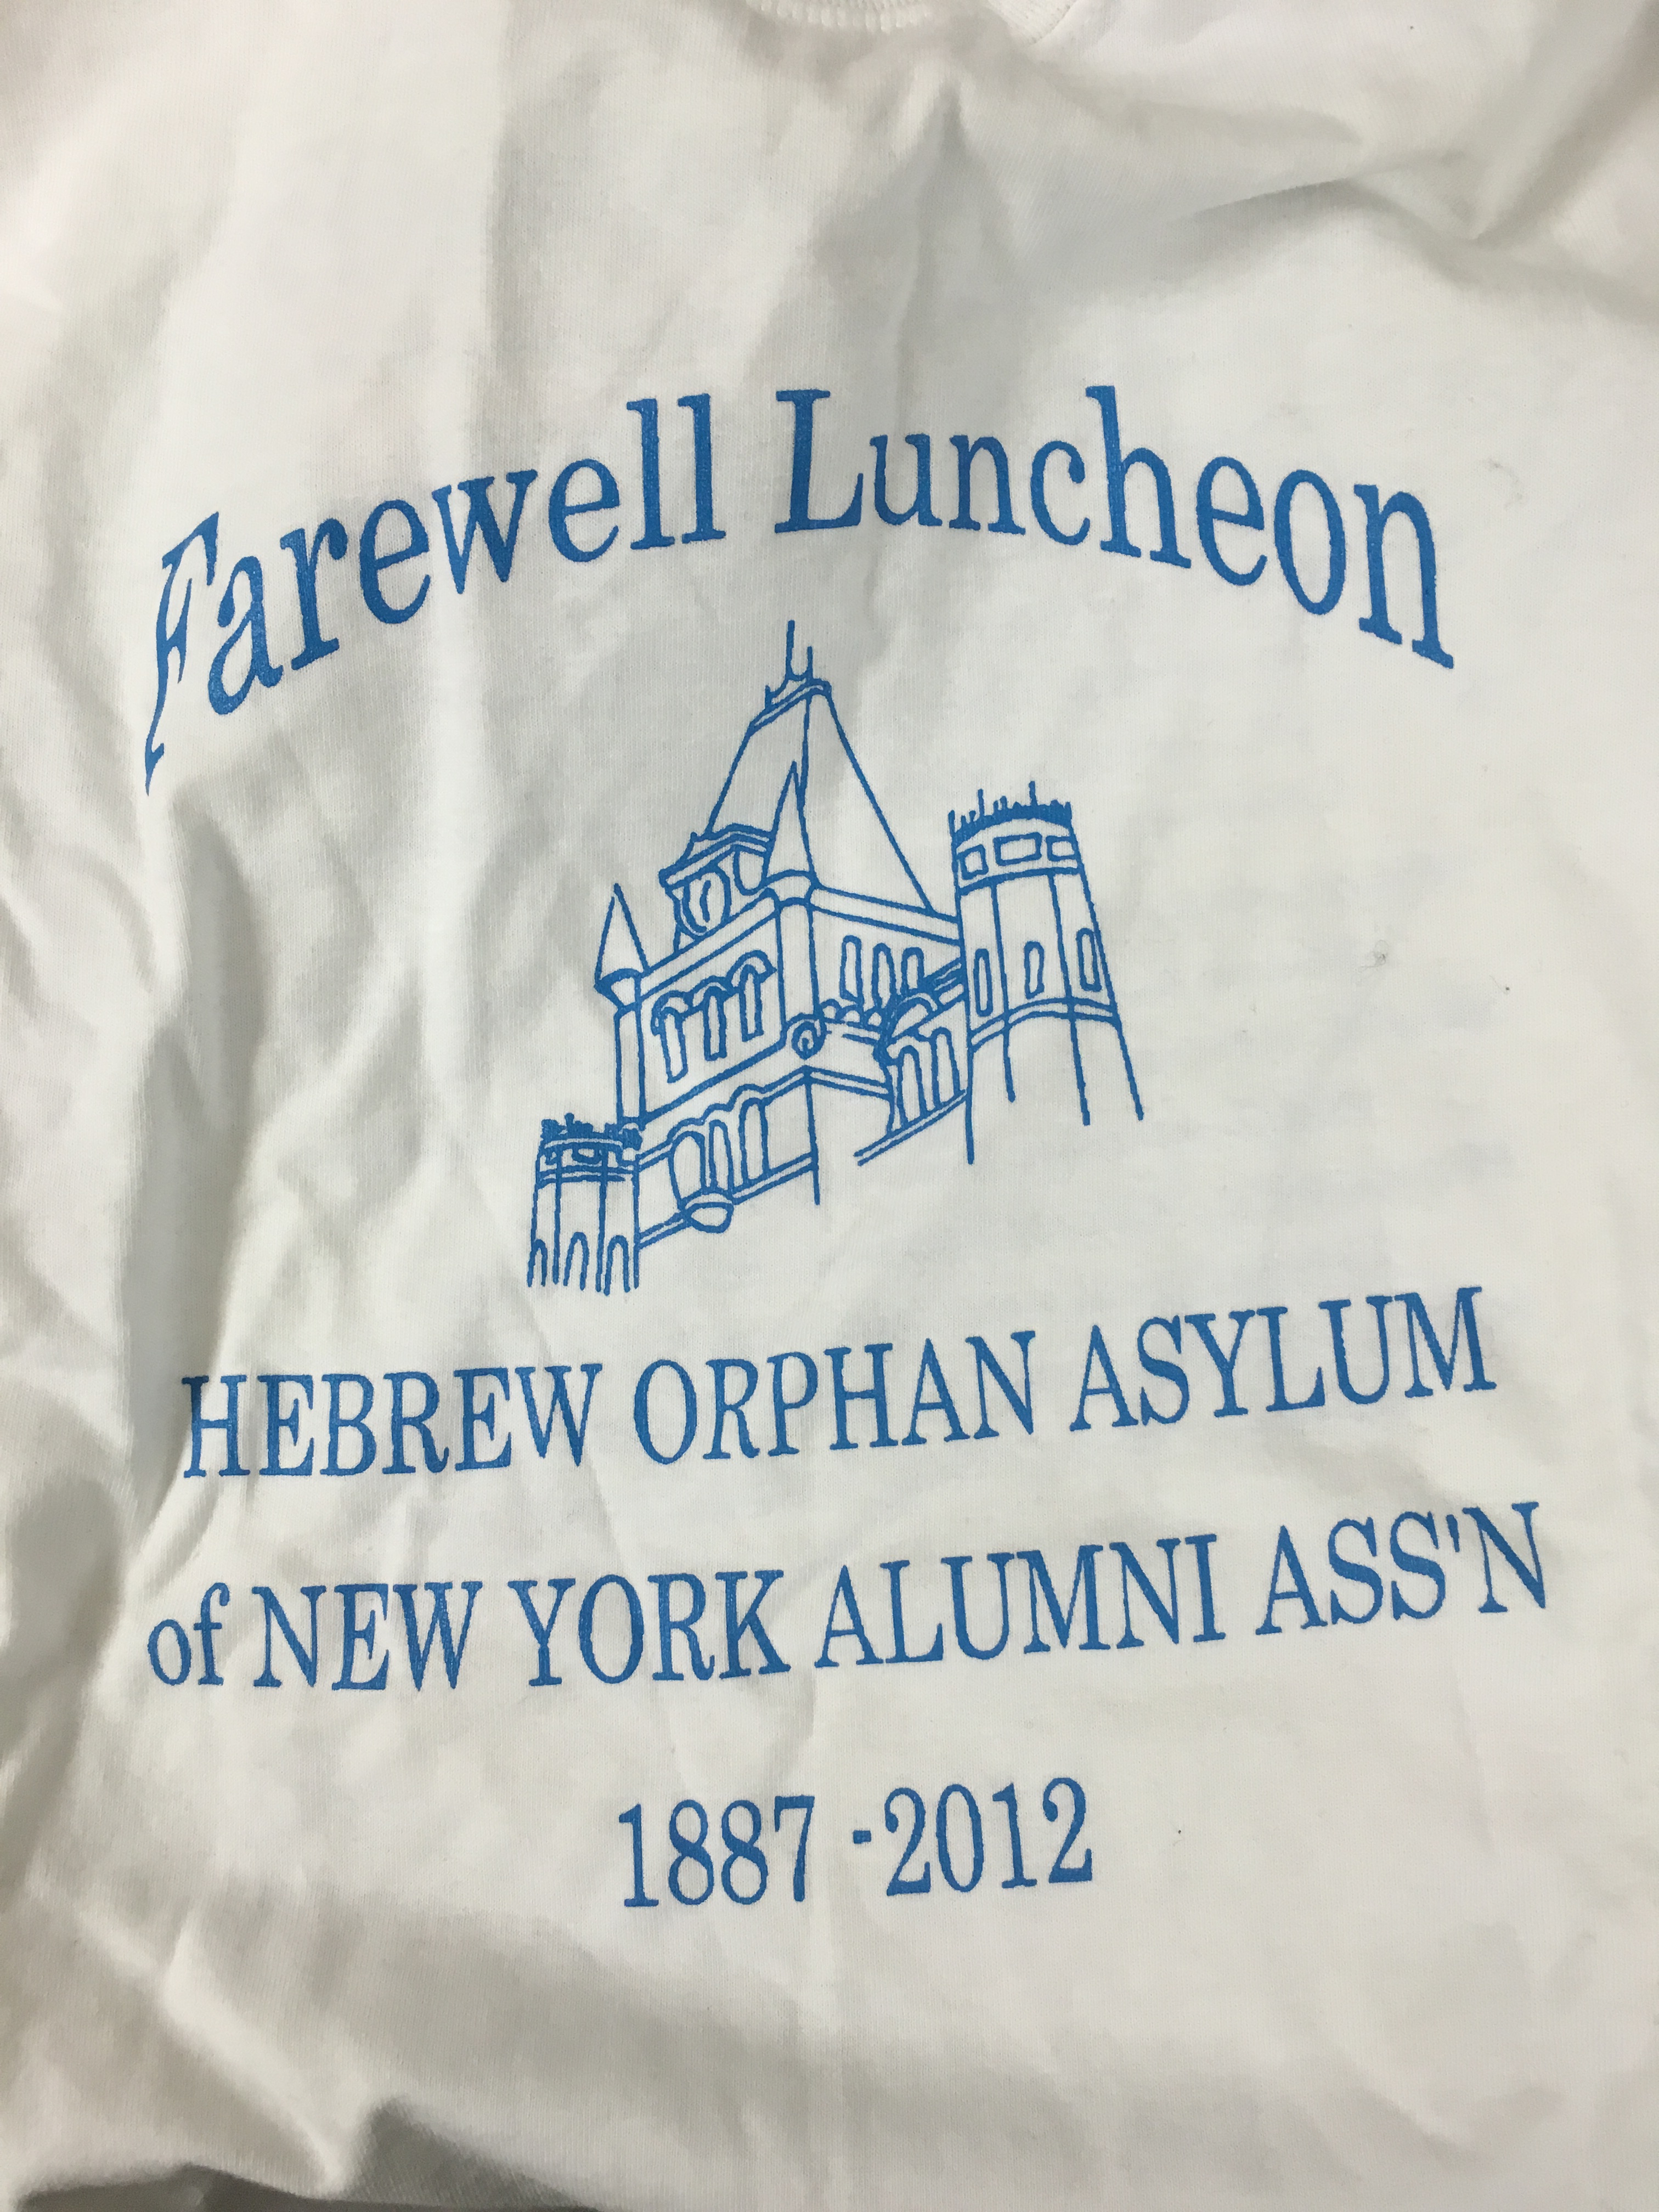 Farewell Luncheon
HEBREW ORPHAN ASYLUM
of NEW YORK ALUMNI ASS'N
1887 -2012